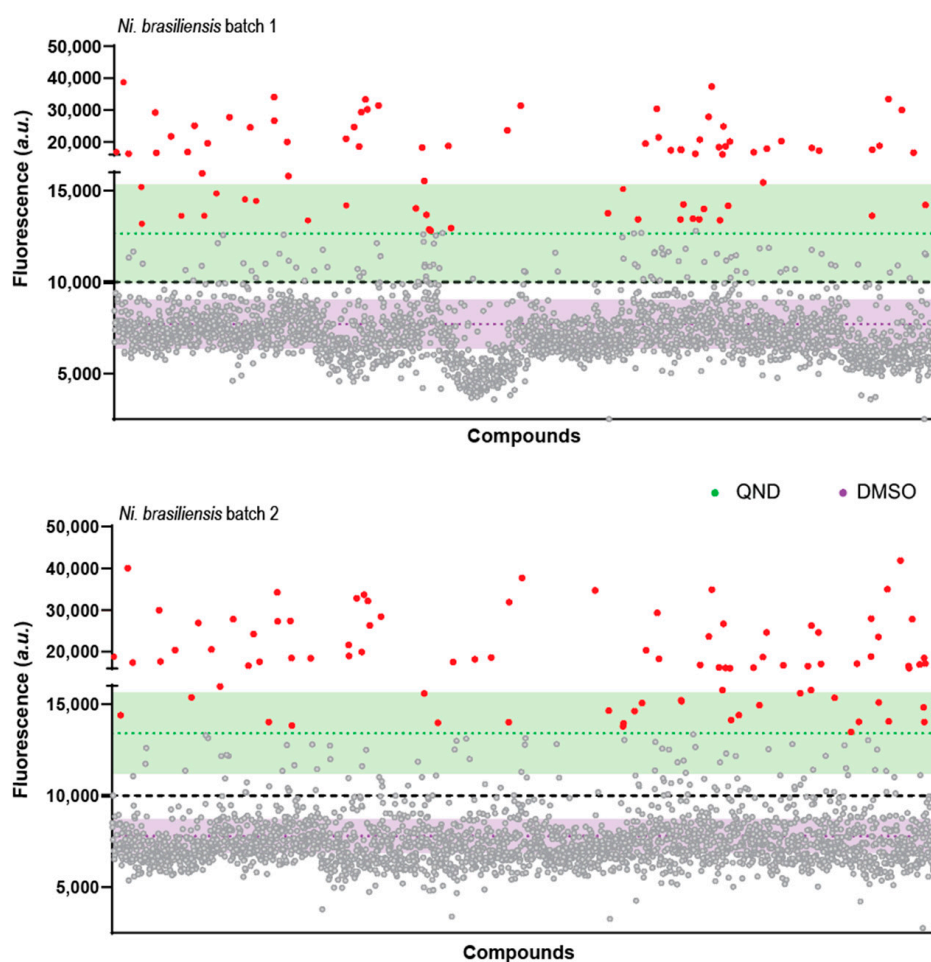 Ni. brasiliensis batch 1
50,000
40,000
30,000
20,000
15,000
10,000
5,000
Fluorescence (a.u.)
Compounds
QND
DMSO
Ni. brasiliensis batch 2
50,000
40,000
30,000
20,000
15,000
10,000
5,000
Fluorescence (a.u.)
Compounds